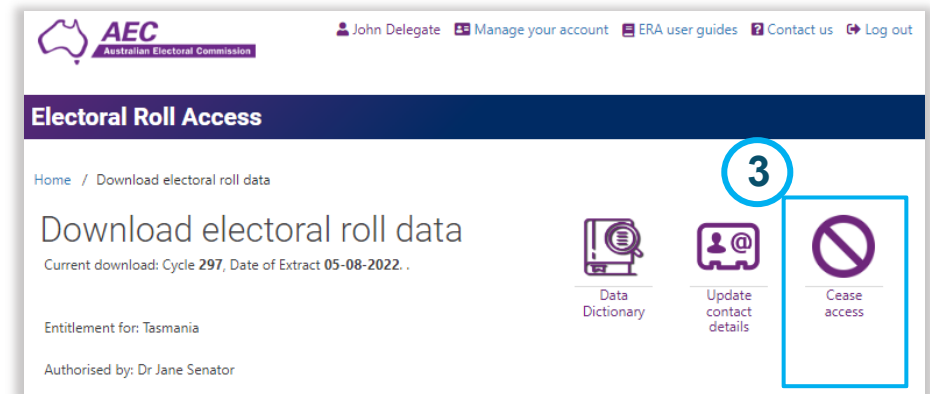 AEC
Australian Electoral Commission
John Delegate Manage your account ERA user guides Contact us Log out
Electoral Roll Access
Home / Download electoral roll data
3
Download electoral roll data
Current download: Cycle 297, Date of Extract 05-08-2022. .
Data
Dictionary
Update
contact
details
Cease
access
Entitlement for: Tasmania
Authorised by: Dr Jane Senator